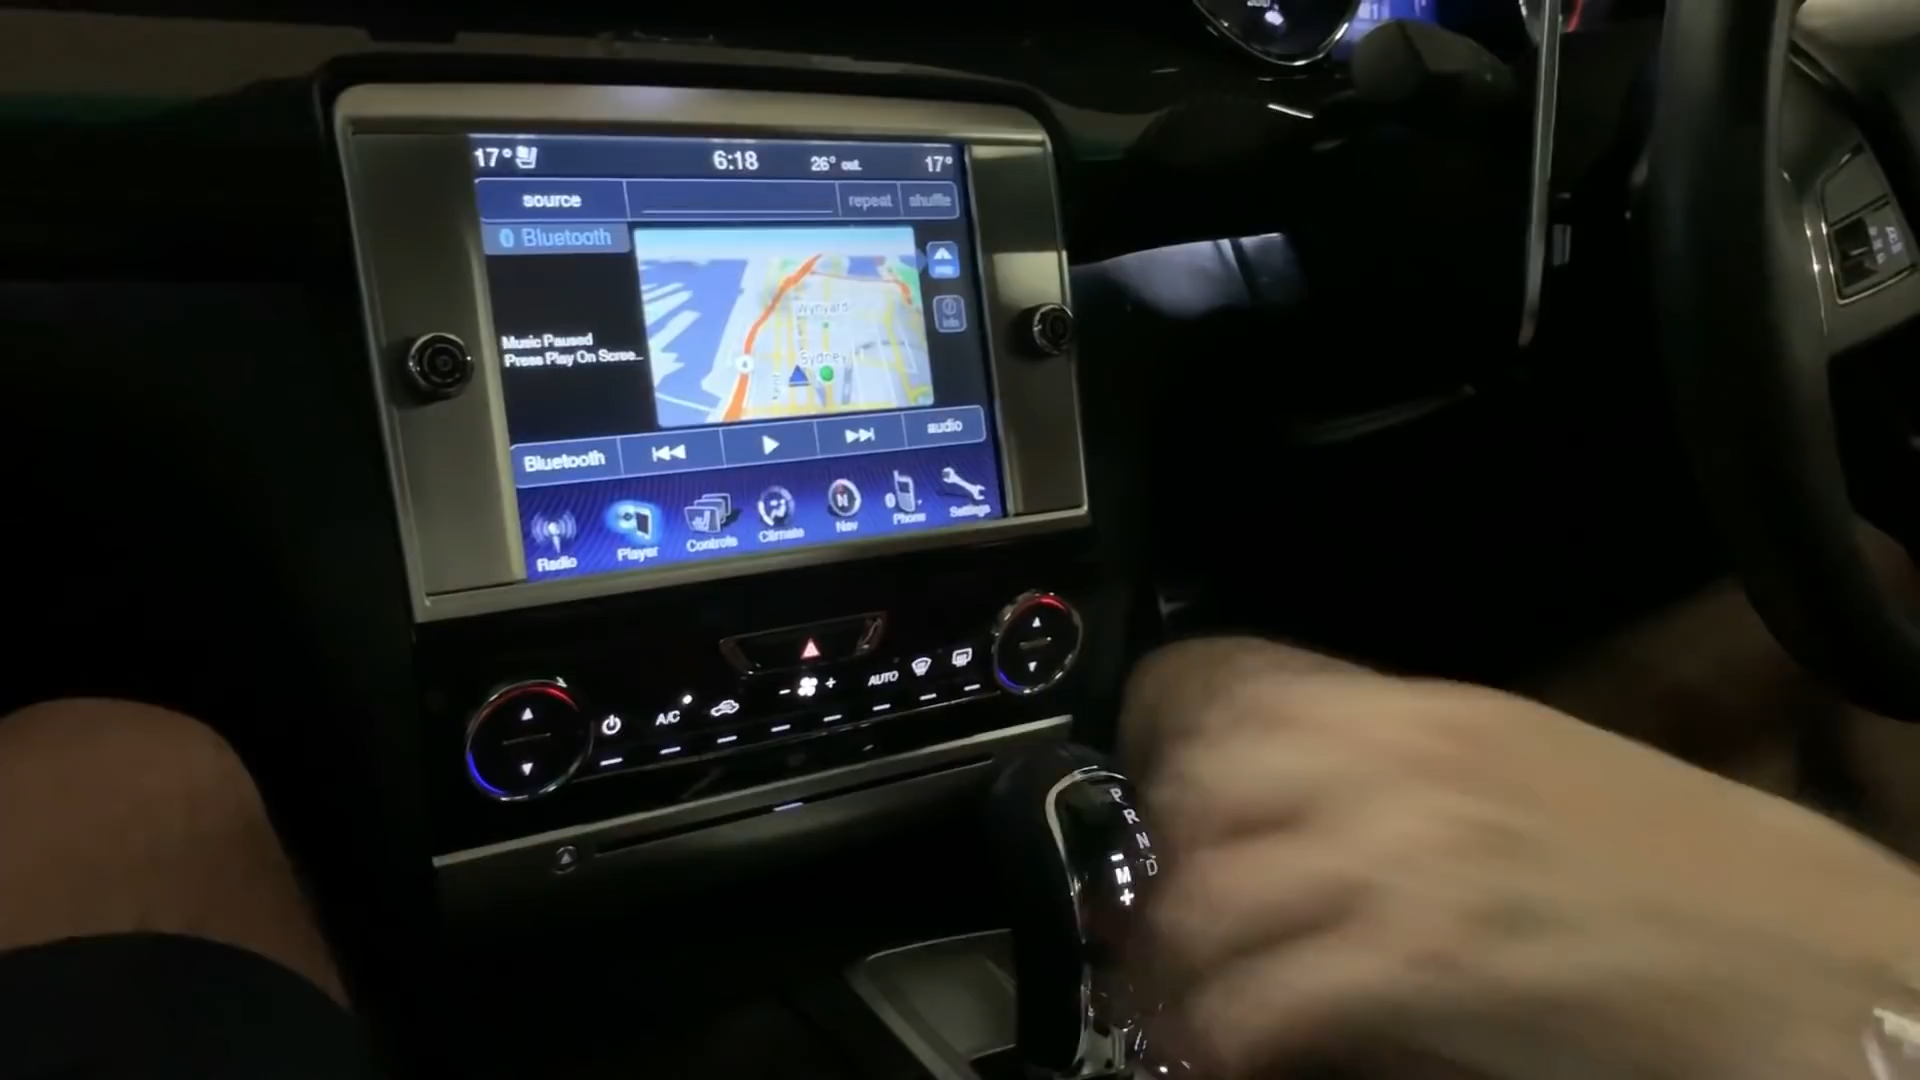 17° 6:18 26° out. 17°
source repeat shuffle
Bluetooth
info
Wynyard
Sydney
Music Paused
Press Play On Scree...
Bluetooth audio
Radio Player Controls Climate Nav Phone Settings
N
A/C - + AUTO
P
R
N
D
-
M
+